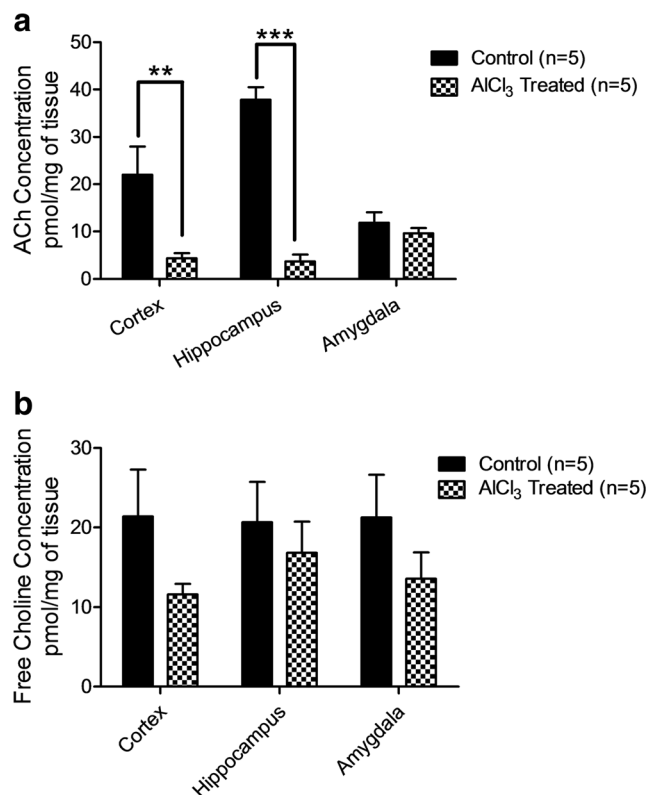 a
ACh Concentration
pmol/mg of tissue
50
40
30
20
10
0
**
***
Control (n=5)
AlCl₃ Treated (n=5)
Cortex
Hippocampus
Amygdala
b
Free Choline Concentration
pmol/mg of tissue
30
20
10
0
Control (n=5)
AlCl₃ Treated (n=5)
Cortex
Hippocampus
Amygdala